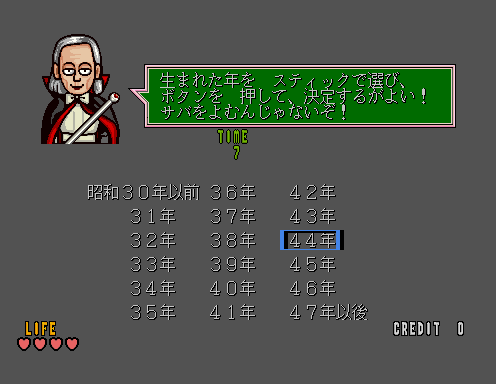 生まれた年を　スティックで選び、
ボタンを　押して、決定するがよい！
サバをよむんじゃないぞ！
TIME
7
昭和３０年以前 ３６年 ４２年
３１年 ３７年 ４３年
３２年 ３８年 ４４年
３３年 ３９年 ４５年
３４年 ４０年 ４６年
３５年 ４１年 ４７年以後
LIFE
CREDIT 0